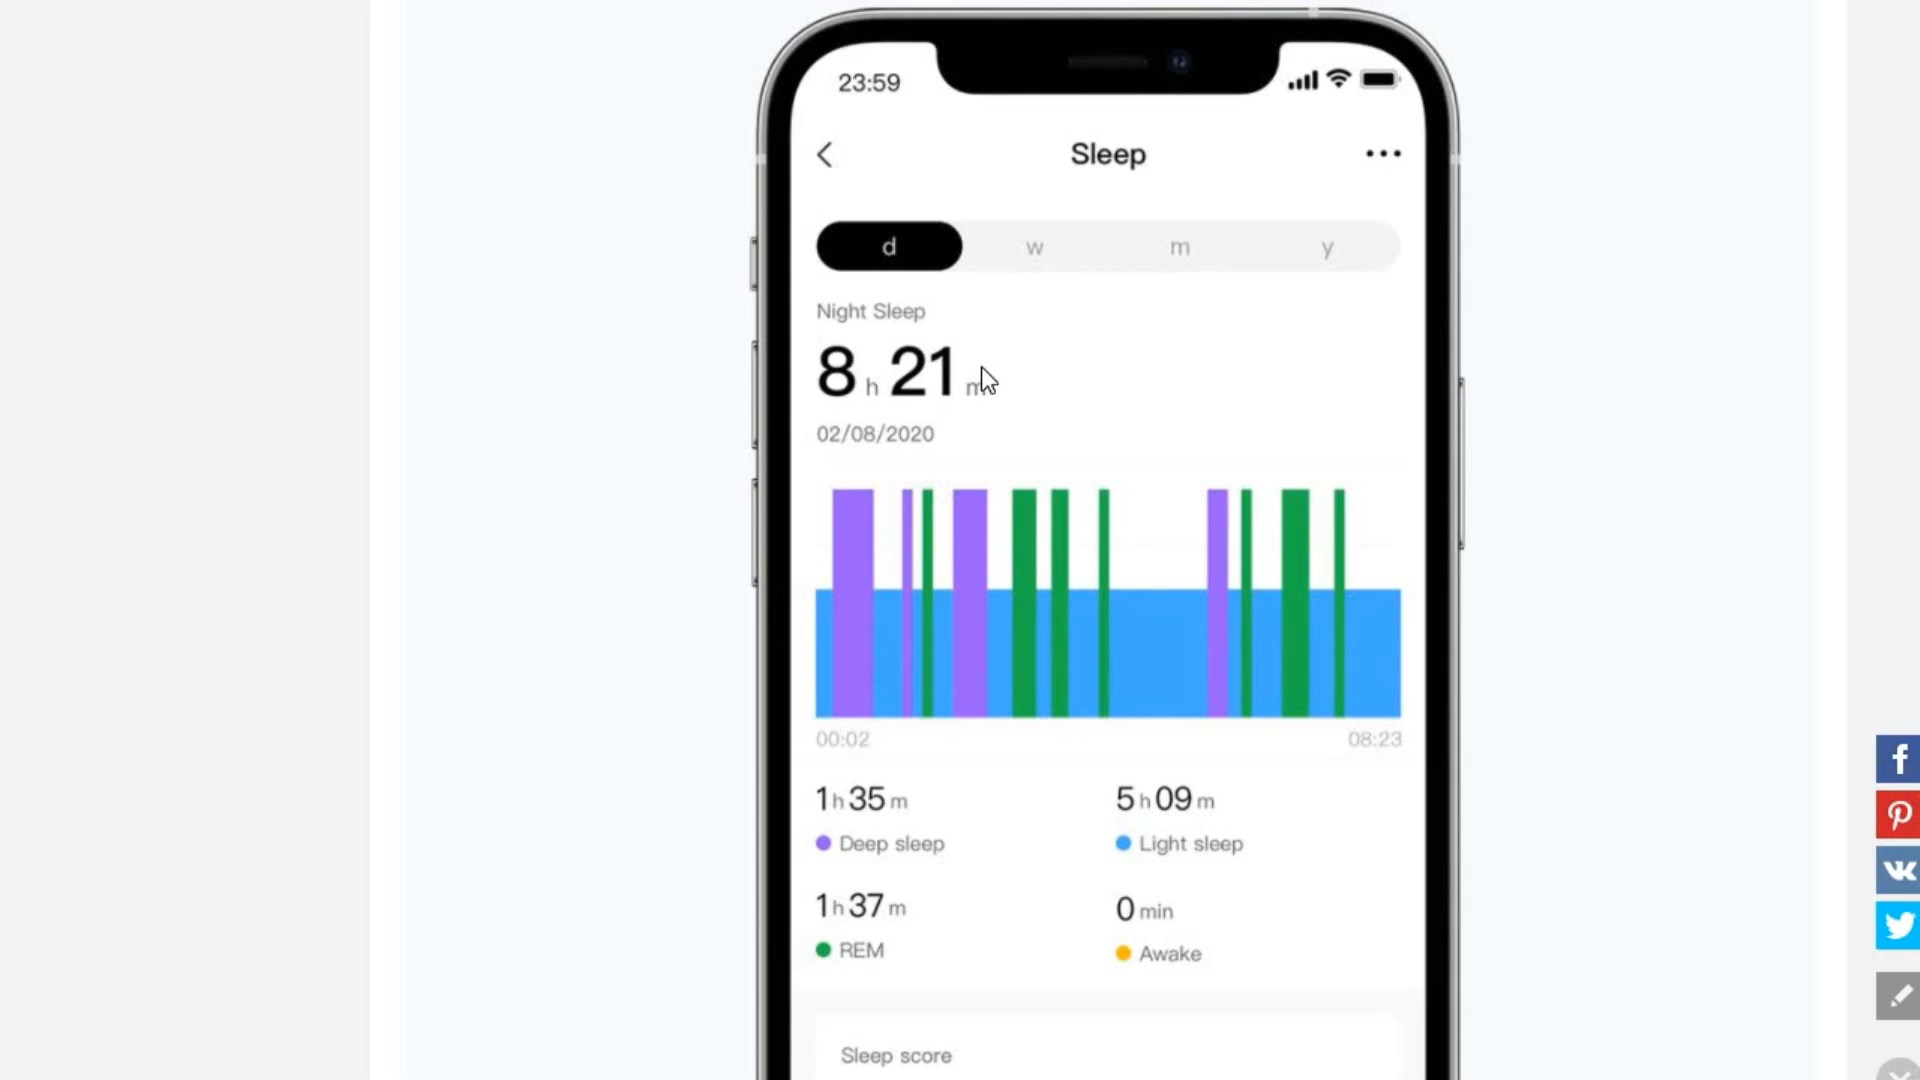 23:59
Sleep
d w m y
Night Sleep
8 h 21 m
02/08/2020
00:02 08:23
1 h 35 m 5 h 09 m
Deep sleep Light sleep
1 h 37 m 0 min
REM Awake
Sleep score